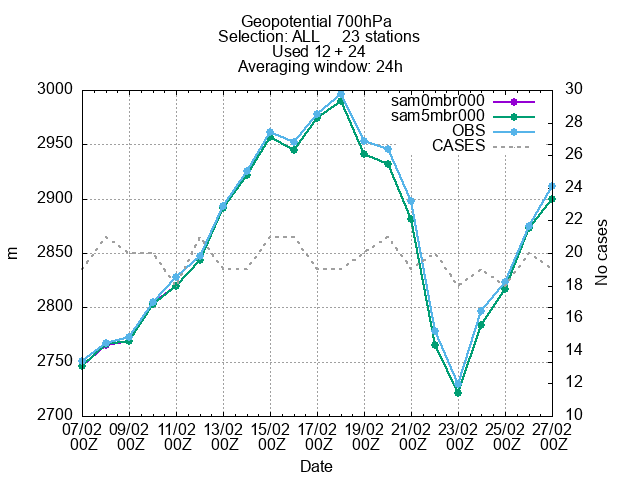 Geopotential 700hPa
Selection: ALL 23 stations
Used 12 + 24
Averaging window: 24h
3000
2950
2900
2850
2800
2750
2700
m
30
28
26
24
22
20
18
16
14
12
10
No cases
sam0mbr000
sam5mbr000
OBS
CASES
07/02 09/02 11/02 13/02 15/02 17/02 19/02 21/02 23/02 25/02 27/02
00Z 00Z 00Z 00Z 00Z 00Z 00Z 00Z 00Z 00Z 00Z
Date